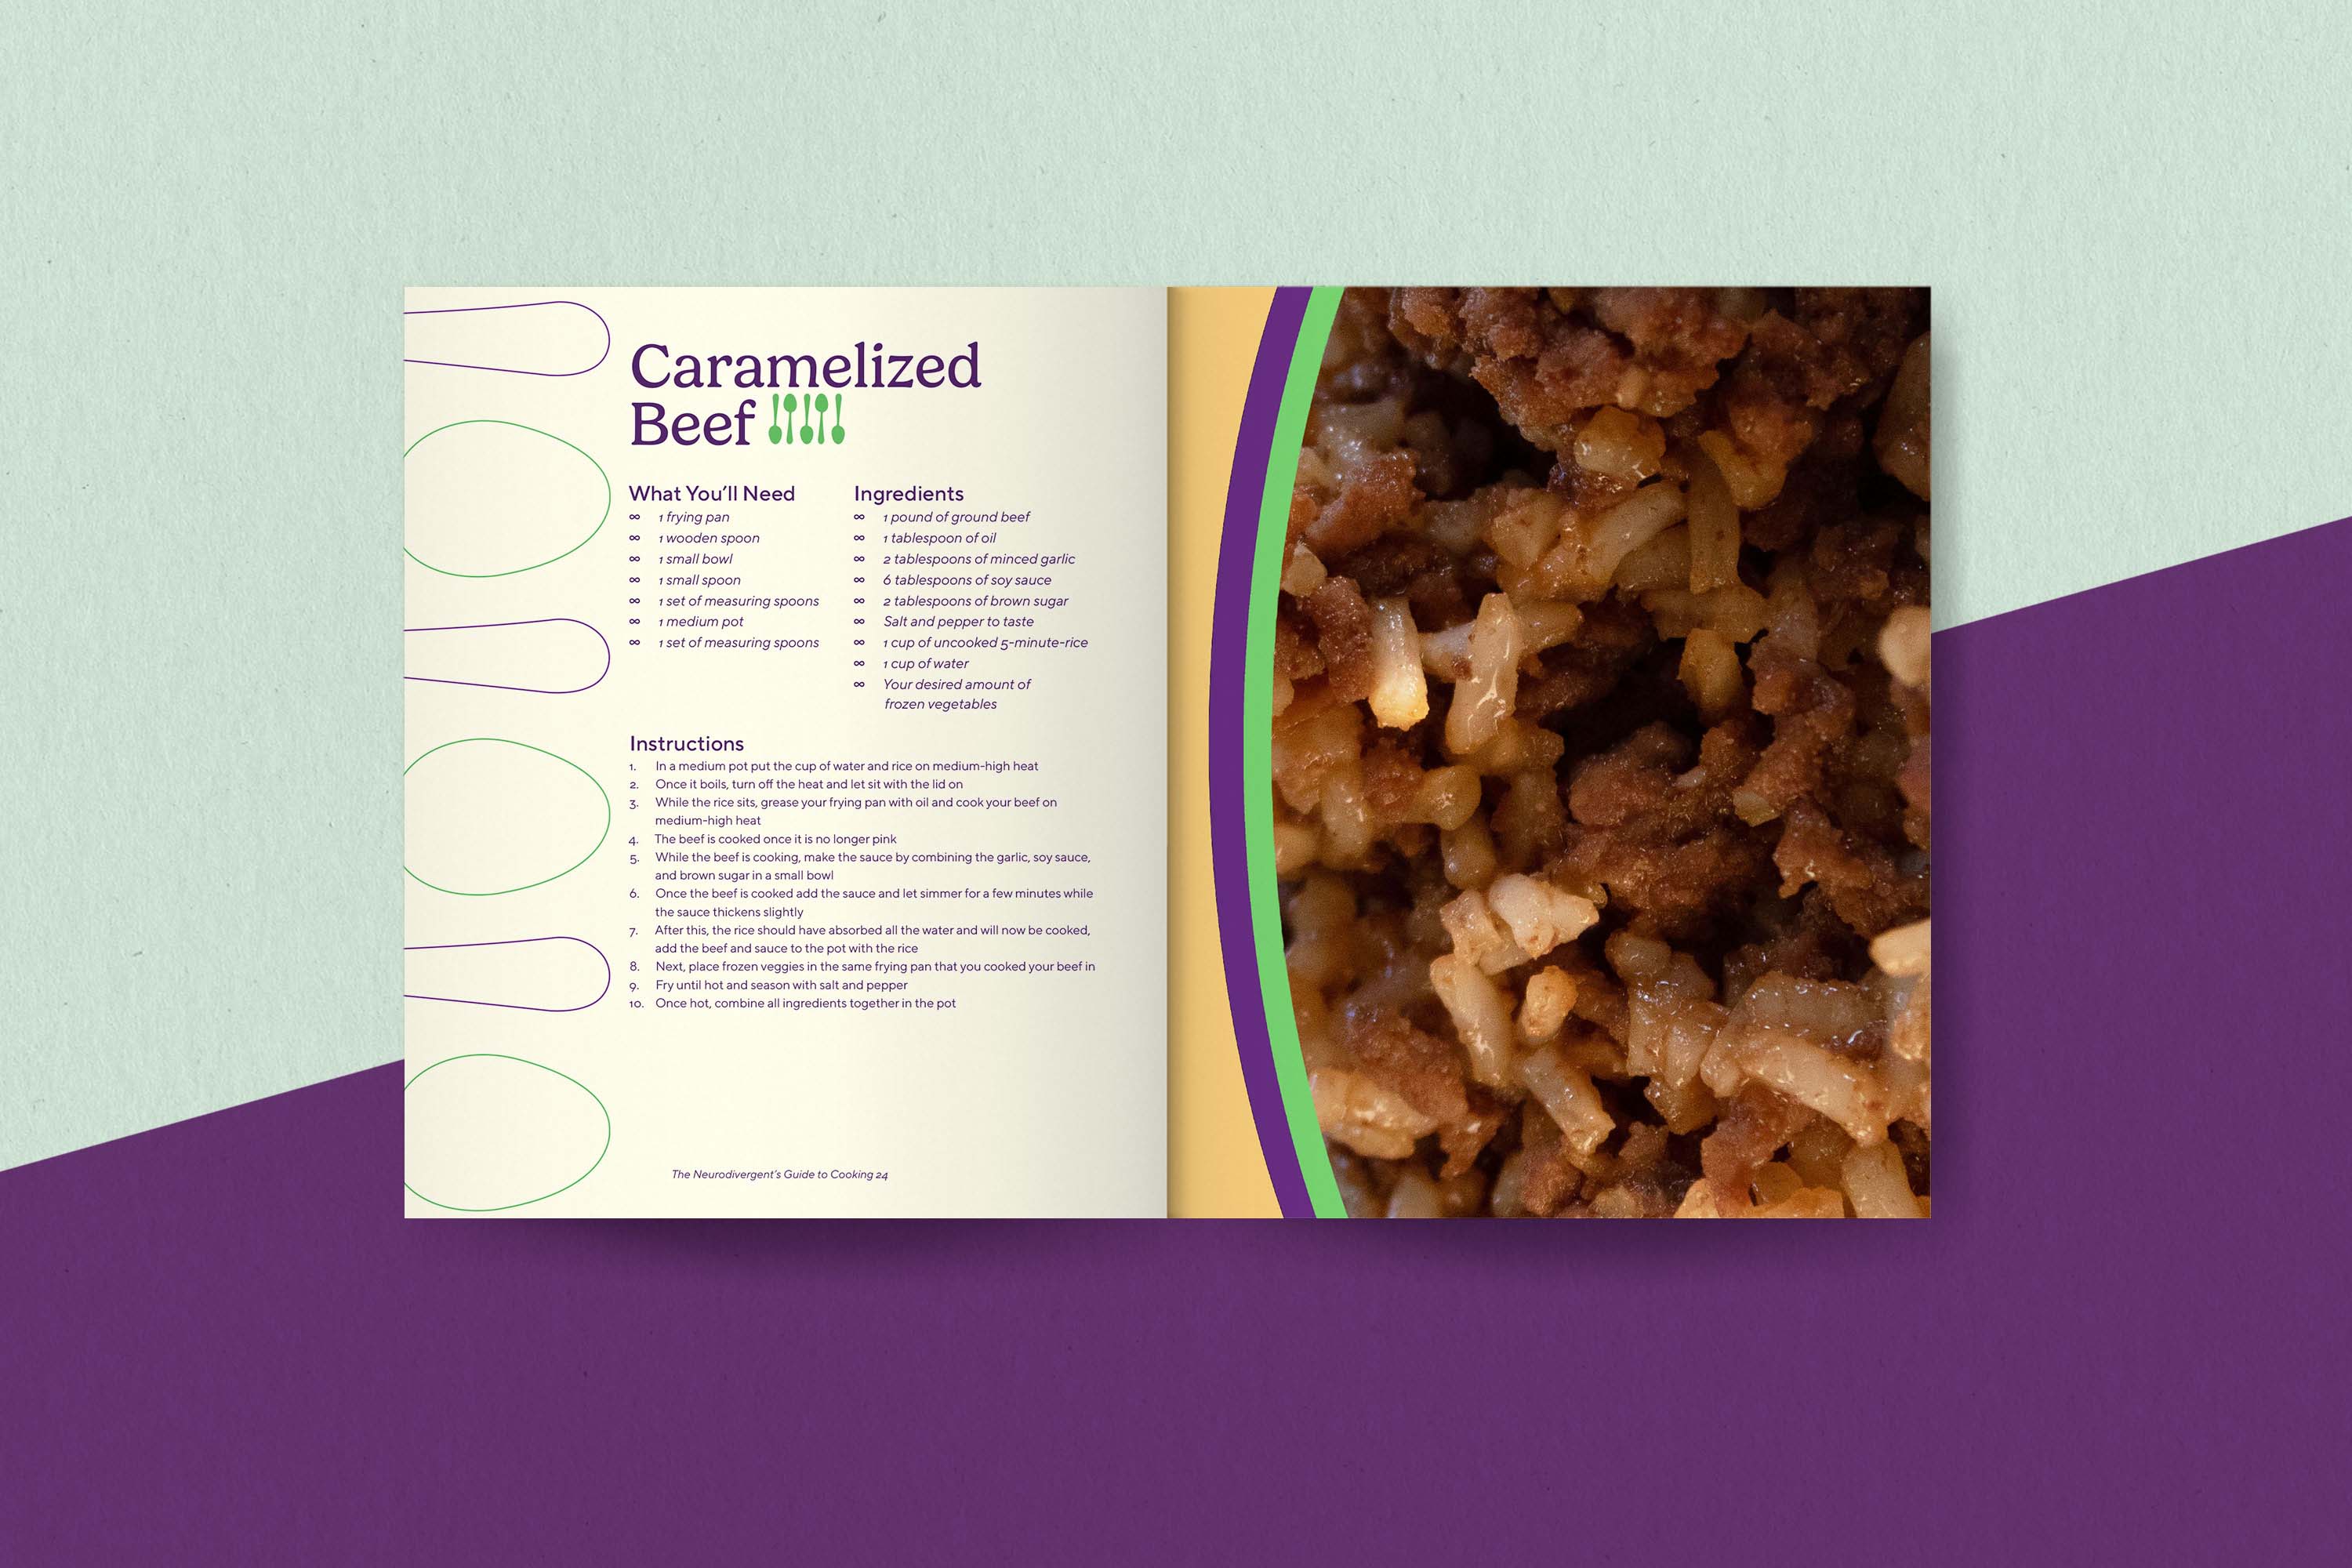 Caramelized
Beef
What You'll Need
∞ 1 frying pan
∞ 1 wooden spoon
∞ 1 small bowl
∞ 1 small spoon
∞ 1 set of measuring spoons
∞ 1 medium pot
∞ 1 set of measuring spoons
Ingredients
∞ 1 pound of ground beef
∞ 1 tablespoon of oil
∞ 2 tablespoons of minced garlic
∞ 6 tablespoons of soy sauce
∞ 2 tablespoons of brown sugar
∞ Salt and pepper to taste
∞ 1 cup of uncooked 5-minute-rice
∞ 1 cup of water
∞ Your desired amount of
frozen vegetables
Instructions
1. In a medium pot put the cup of water and rice on medium-high heat
2. Once it boils, turn off the heat and let sit with the lid on
3. While the rice sits, grease your frying pan with oil and cook your beef on
medium-high heat
4. The beef is cooked once it is no longer pink
5. While the beef is cooking, make the sauce by combining the garlic, soy sauce,
and brown sugar in a small bowl
6. Once the beef is cooked add the sauce and let simmer for a few minutes while
the sauce thickens slightly
7. After this, the rice should have absorbed all the water and will now be cooked,
add the beef and sauce to the pot with the rice
8. Next, place frozen veggies in the same frying pan that you cooked your beef in
9. Fry until hot and season with salt and pepper
10. Once hot, combine all ingredients together in the pot
The Neurodivergent's Guide to Cooking 24